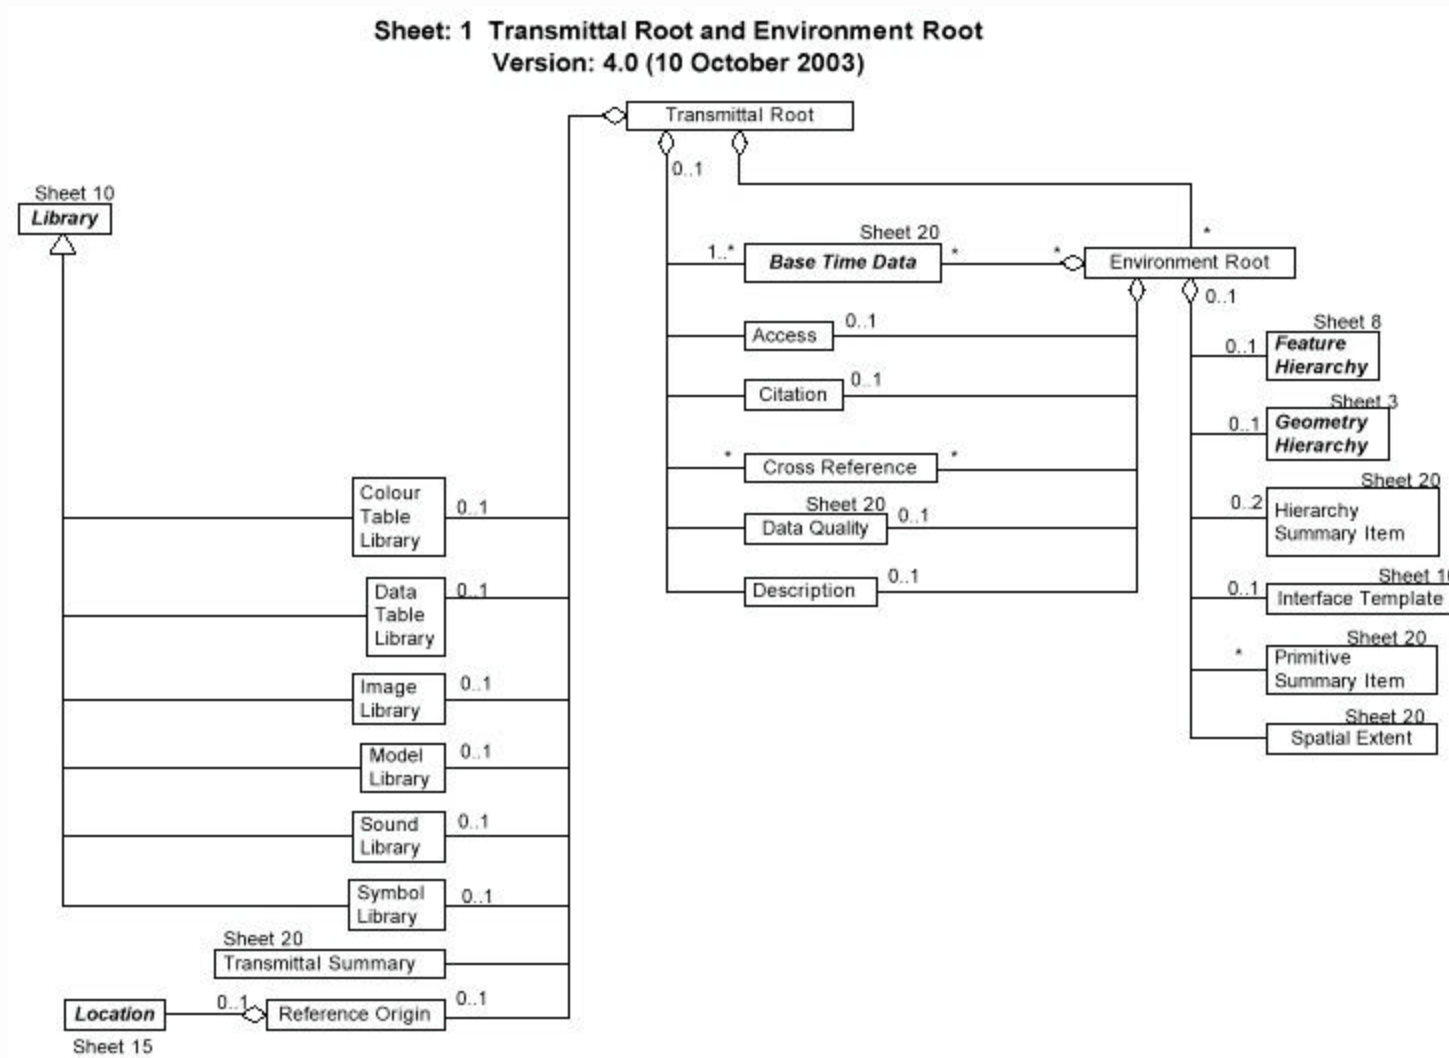 Sheet: 1 Transmittal Root and Environment Root
Version: 4.0 (10 October 2003)
Transmittal Root
0..1
Sheet 10
Library
*
Sheet 20
1..*
Base Time Data
*
*
Environment Root
0..1
Access
0..1
Citation
0..1
*
Cross Reference
*
Sheet 20
Data Quality
0..1
Description
0..1
Sheet 8
0..1
Feature
Hierarchy
Sheet 3
0..1
Geometry
Hierarchy
Sheet 20
0..2
Hierarchy
Summary Item
0..1
Sheet
Interface Template
Sheet 20
*
Primitive
Summary Item
Sheet 20
Spatial Extent
Colour
Table
Library
0..1
Data
Table
Library
0..1
Image
Library
0..1
Model
Library
0..1
Sound
Library
0..1
Symbol
Library
0..1
Sheet 20
Transmittal Summary
Location
0..1
Reference Origin
0..1
Sheet 15